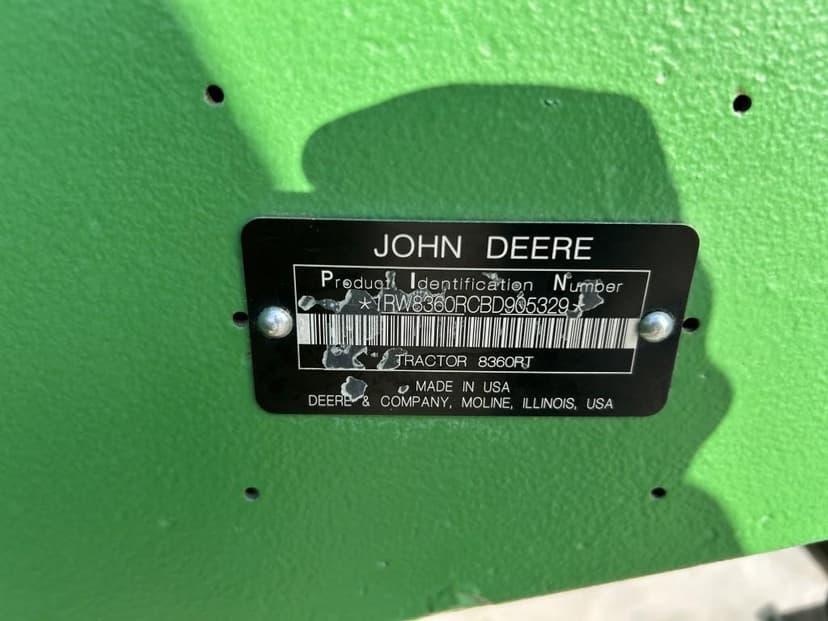 JOHN DEERE
Product Identification Number
*1RW8360RCBD905329*
TRACTOR 8360RT
MADE IN USA
DEERE & COMPANY, MOLINE, ILLINOIS, USA